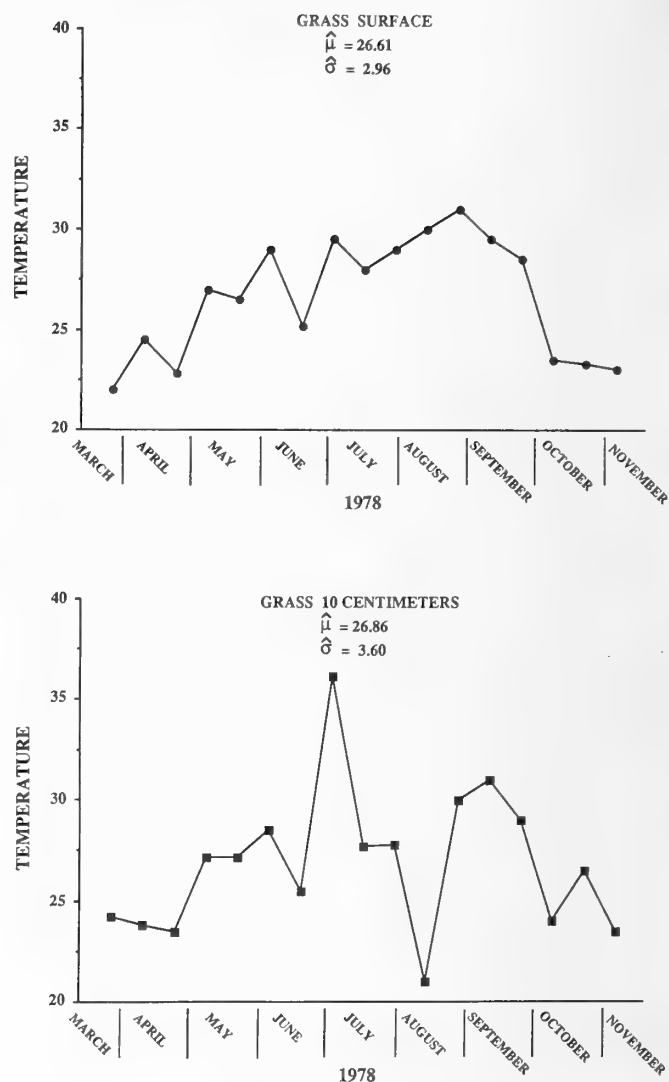 GRASS SURFACE
μ̂ = 26.61
σ̂ = 2.96
40
35
30
25
20
TEMPERATURE
MARCH APRIL MAY JUNE JULY AUGUST SEPTEMBER OCTOBER NOVEMBER
1978
GRASS 10 CENTIMETERS
μ̂ = 26.86
σ̂ = 3.60
40
35
30
25
20
TEMPERATURE
MARCH APRIL MAY JUNE JULY AUGUST SEPTEMBER OCTOBER NOVEMBER
1978